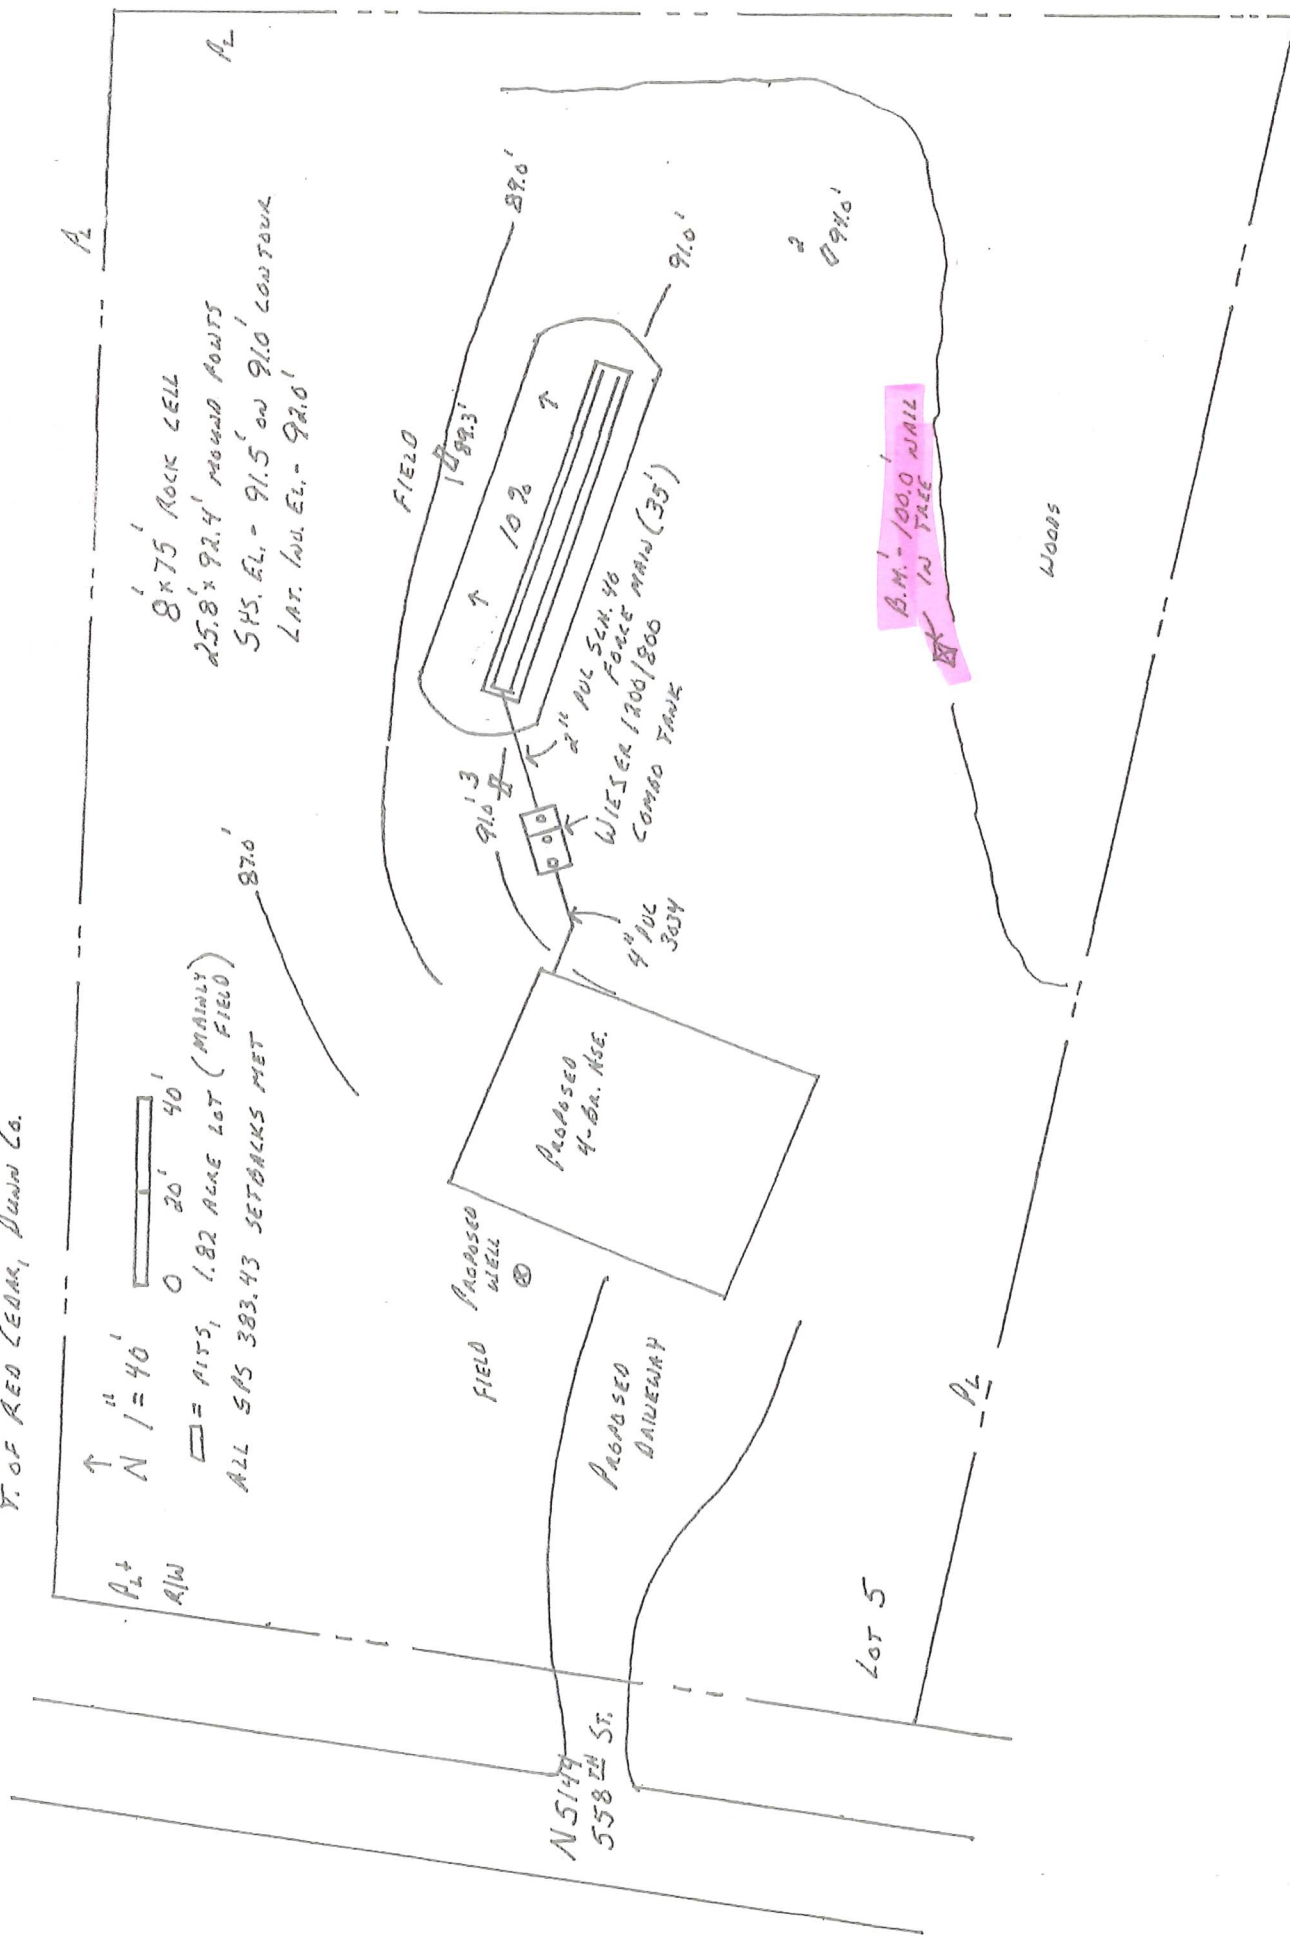 T. OF RED CEDAR, DUNN CO.
↑
N 1" = 40'
0 20' 40'
▭ = PITS, 1.82 ACRE LOT (MAINLY FIELD)
ALL SPS 383.43 SETBACKS MET
PL +
R/W
PL
PL
8' x 75' ROCK CELL
25.8' x 92.4' MOUND POINTS
SYS. EL. - 91.5' ON 91.0' CONTOUR
LAT. INV. EL. - 92.0'
87.0'
FIELD
89.0'
1 89.3'
10%
91.0'
91.0' 3
2" PVC SCH. 40
FORCE MAIN (35')
WIESER 1200/800
COMBO TANK
4" PVC
3034
2
94.0'
PROPOSED
4-BR. HSE.
FIELD
PROPOSED
WELL
PROPOSED
DRIVEWAY
B.M. - 100.0' NAIL
IN TREE
WOODS
PL
LOT 5
N5149
558TH ST.